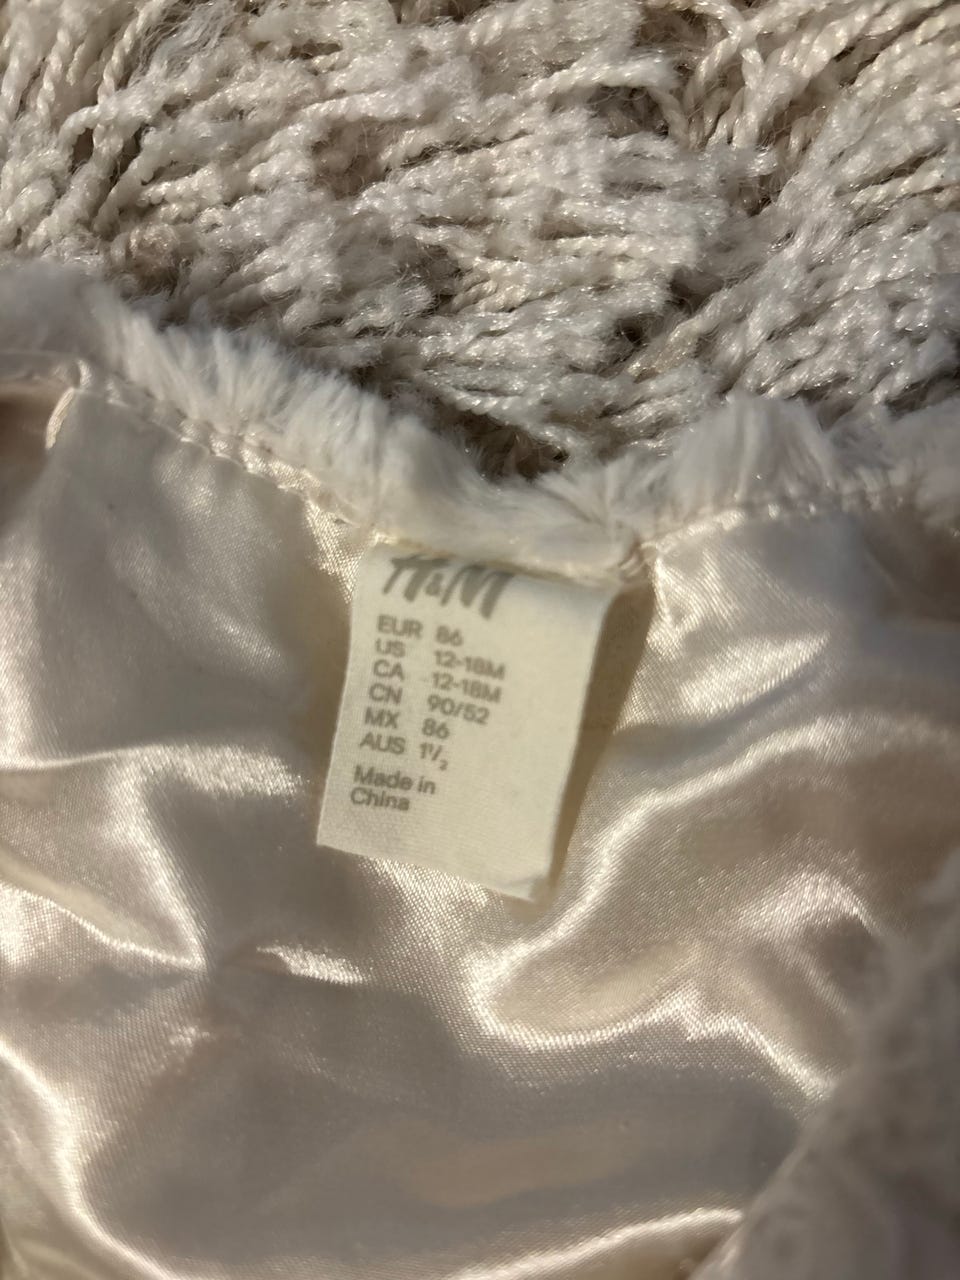 H&M
EUR 86
US 12-18M
CA 12-18M
CN 90/52
MX 86
AUS 1½
Made in
China